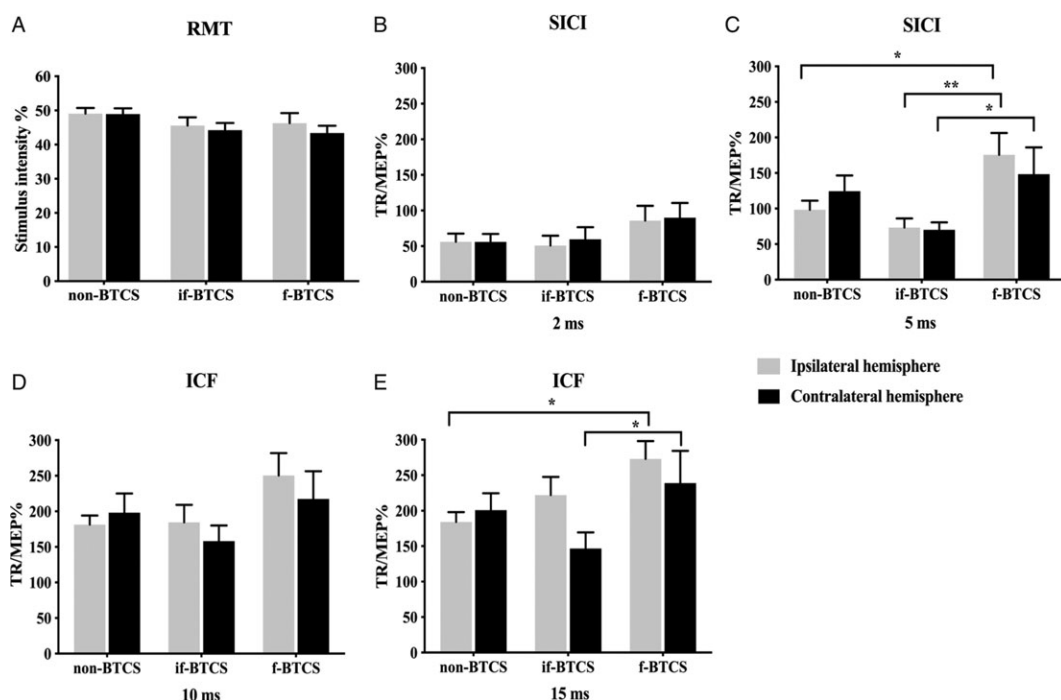 A
RMT
Stimulus intensity %
60
50
40
30
20
10
0
non-BTCS if-BTCS f-BTCS
B
SICI
TR/MEP%
300
250
200
150
100
50
0
non-BTCS if-BTCS f-BTCS
2 ms
C
SICI
TR/MEP%
300
250
200
150
100
50
0
*
**
*
non-BTCS if-BTCS f-BTCS
5 ms
Ipsilateral hemisphere
Contralateral hemisphere
D
ICF
TR/MEP%
300
250
200
150
100
50
0
non-BTCS if-BTCS f-BTCS
10 ms
E
ICF
TR/MEP%
300
250
200
150
100
50
0
*
*
non-BTCS if-BTCS f-BTCS
15 ms